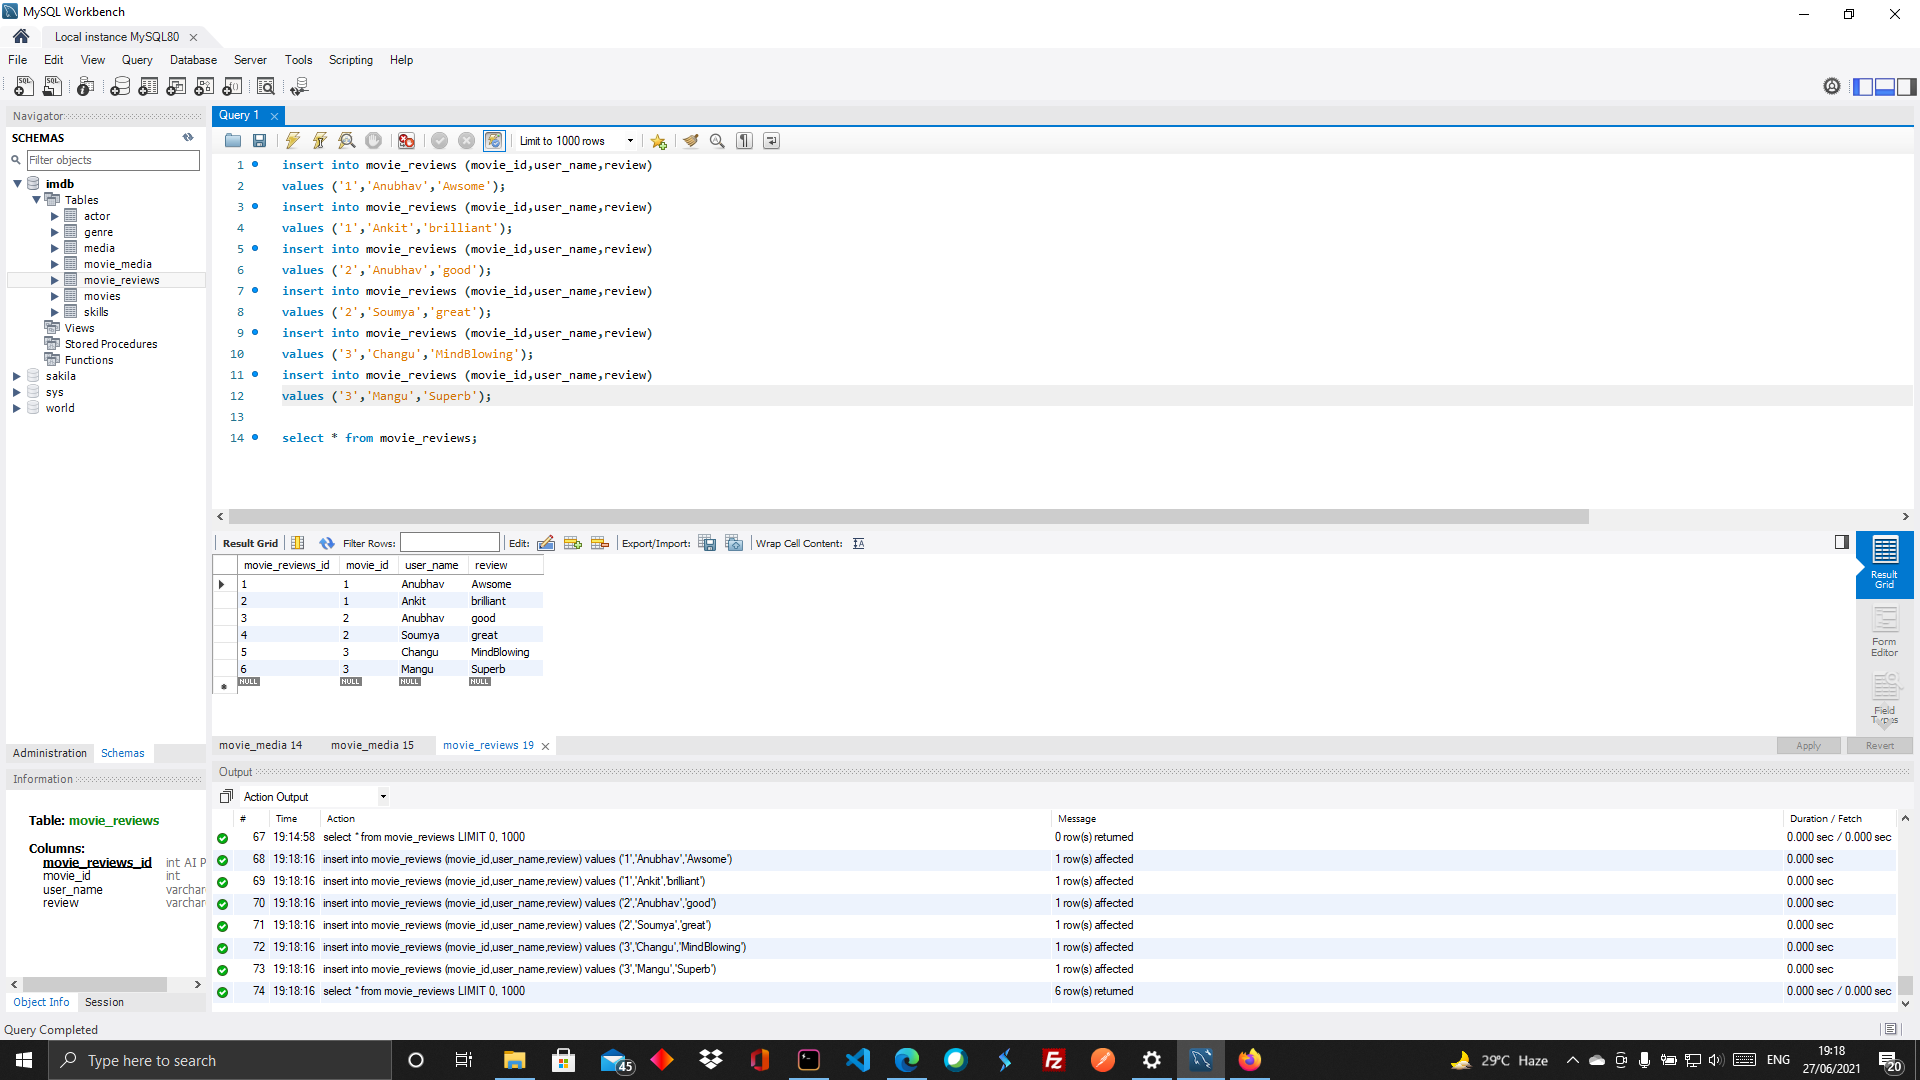 MySQL Workbench
Local instance MySQL80
File Edit View Query Database Server Tools Scripting Help
Navigator
SCHEMAS
Filter objects
imdb
Tables
actor
genre
media
movie_media
movie_reviews
movies
skills
Views
Stored Procedures
Functions
sakila
sys
world
Administration Schemas
Information
Table: movie_reviews
Columns:
movie_reviews_id int AI P
movie_id int
user_name varchar
review varchar
Object Info Session
Query 1
Limit to 1000 rows
1 insert into movie_reviews (movie_id,user_name,review)
2 values ('1','Anubhav','Awsome');
3 insert into movie_reviews (movie_id,user_name,review)
4 values ('1','Ankit','brilliant');
5 insert into movie_reviews (movie_id,user_name,review)
6 values ('2','Anubhav','good');
7 insert into movie_reviews (movie_id,user_name,review)
8 values ('2','Soumya','great');
9 insert into movie_reviews (movie_id,user_name,review)
10 values ('3','Changu','MindBlowing');
11 insert into movie_reviews (movie_id,user_name,review)
12 values ('3','Mangu','Superb');
13
14 select * from movie_reviews;
Result Grid Filter Rows: Edit: Export/Import: Wrap Cell Content:
movie_reviews_id movie_id user_name review
1 1 Anubhav Awsome
2 1 Ankit brilliant
3 2 Anubhav good
4 2 Soumya great
5 3 Changu MindBlowing
6 3 Mangu Superb
NULL NULL NULL NULL
Result
Grid
Form
Editor
Field
Types
movie_media 14 movie_media 15 movie_reviews 19
Apply Revert
Output
Action Output
# Time Action Message Duration / Fetch
67 19:14:58 select * from movie_reviews LIMIT 0, 1000 0 row(s) returned 0.000 sec / 0.000 sec
68 19:18:16 insert into movie_reviews (movie_id,user_name,review) values ('1','Anubhav','Awsome') 1 row(s) affected 0.000 sec
69 19:18:16 insert into movie_reviews (movie_id,user_name,review) values ('1','Ankit','brilliant') 1 row(s) affected 0.000 sec
70 19:18:16 insert into movie_reviews (movie_id,user_name,review) values ('2','Anubhav','good') 1 row(s) affected 0.000 sec
71 19:18:16 insert into movie_reviews (movie_id,user_name,review) values ('2','Soumya','great') 1 row(s) affected 0.000 sec
72 19:18:16 insert into movie_reviews (movie_id,user_name,review) values ('3','Changu','MindBlowing') 1 row(s) affected 0.000 sec
73 19:18:16 insert into movie_reviews (movie_id,user_name,review) values ('3','Mangu','Superb') 1 row(s) affected 0.000 sec
74 19:18:16 select * from movie_reviews LIMIT 0, 1000 6 row(s) returned 0.000 sec / 0.000 sec
Query Completed
Type here to search
45
29°C Haze
ENG
19:18
27/06/2021
20